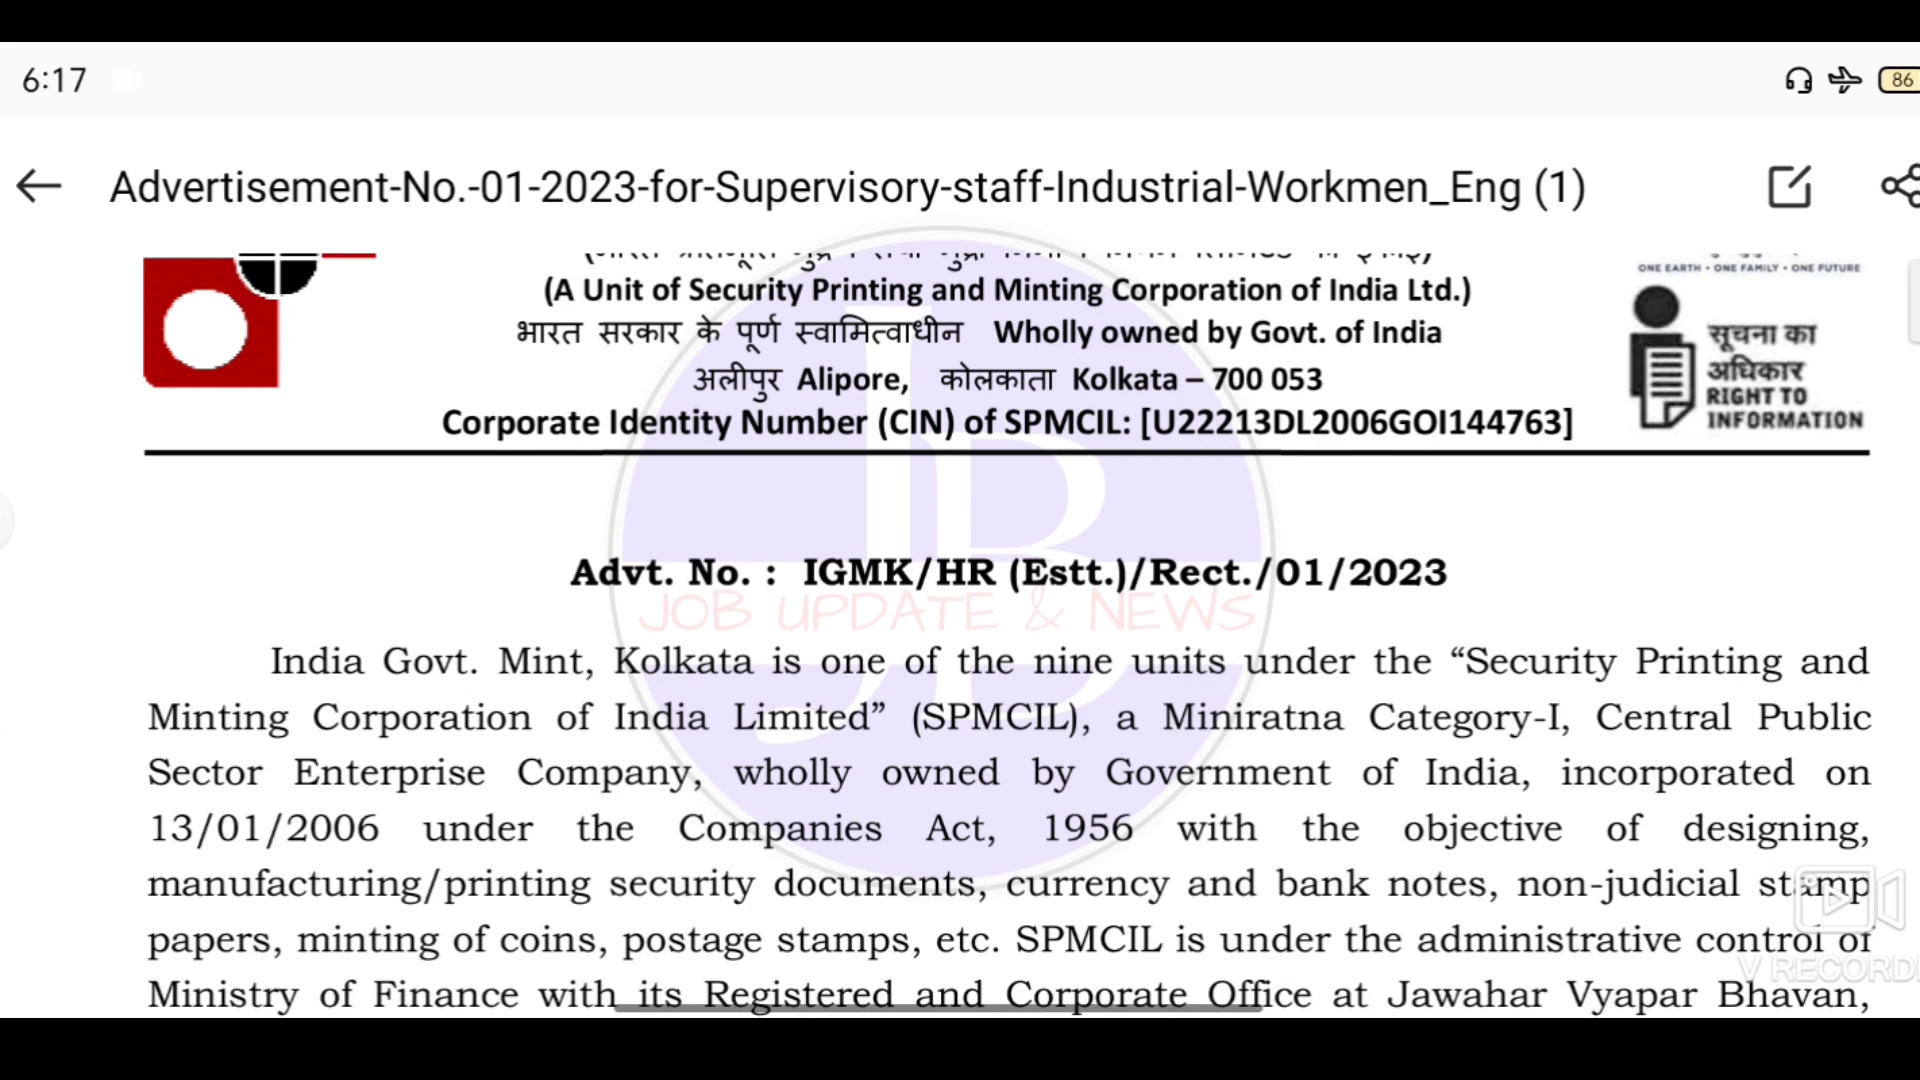 6:17
86
Advertisement-No.-01-2023-for-Supervisory-staff-Industrial-Workmen_Eng (1)
ONE EARTH • ONE FAMILY • ONE FUTURE
(A Unit of Security Printing and Minting Corporation of India Ltd.)
भारत सरकार के पूर्ण स्वामित्वाधीन Wholly owned by Govt. of India
अलीपुर Alipore, कोलकाता Kolkata – 700 053
Corporate Identity Number (CIN) of SPMCIL: [U22213DL2006GOI144763]
सूचना का
अधिकार
RIGHT TO
INFORMATION
Advt. No. : IGMK/HR (Estt.)/Rect./01/2023
JOB UPDATE & NEWS
India Govt. Mint, Kolkata is one of the nine units under the “Security Printing and
Minting Corporation of India Limited” (SPMCIL), a Miniratna Category-I, Central Public
Sector Enterprise Company, wholly owned by Government of India, incorporated on
13/01/2006 under the Companies Act, 1956 with the objective of designing,
manufacturing/printing security documents, currency and bank notes, non-judicial stamp
papers, minting of coins, postage stamps, etc. SPMCIL is under the administrative control of
Ministry of Finance with its Registered and Corporate Office at Jawahar Vyapar Bhavan,
V RECORD